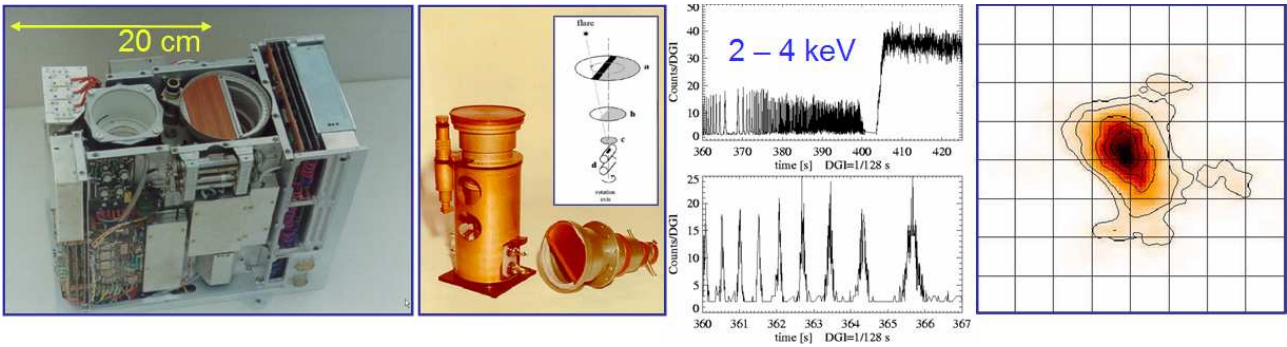 20 cm
flare
*
a
b
c
d
rotation
axis
2 – 4 keV
Counts/DGI
50
40
30
20
10
0
360 370 380 390 400 410 420
time [s] DGI=1/128 s
Counts/DGI
25
20
15
10
5
0
360 361 362 363 364 365 366 367
time [s] DGI=1/128 s